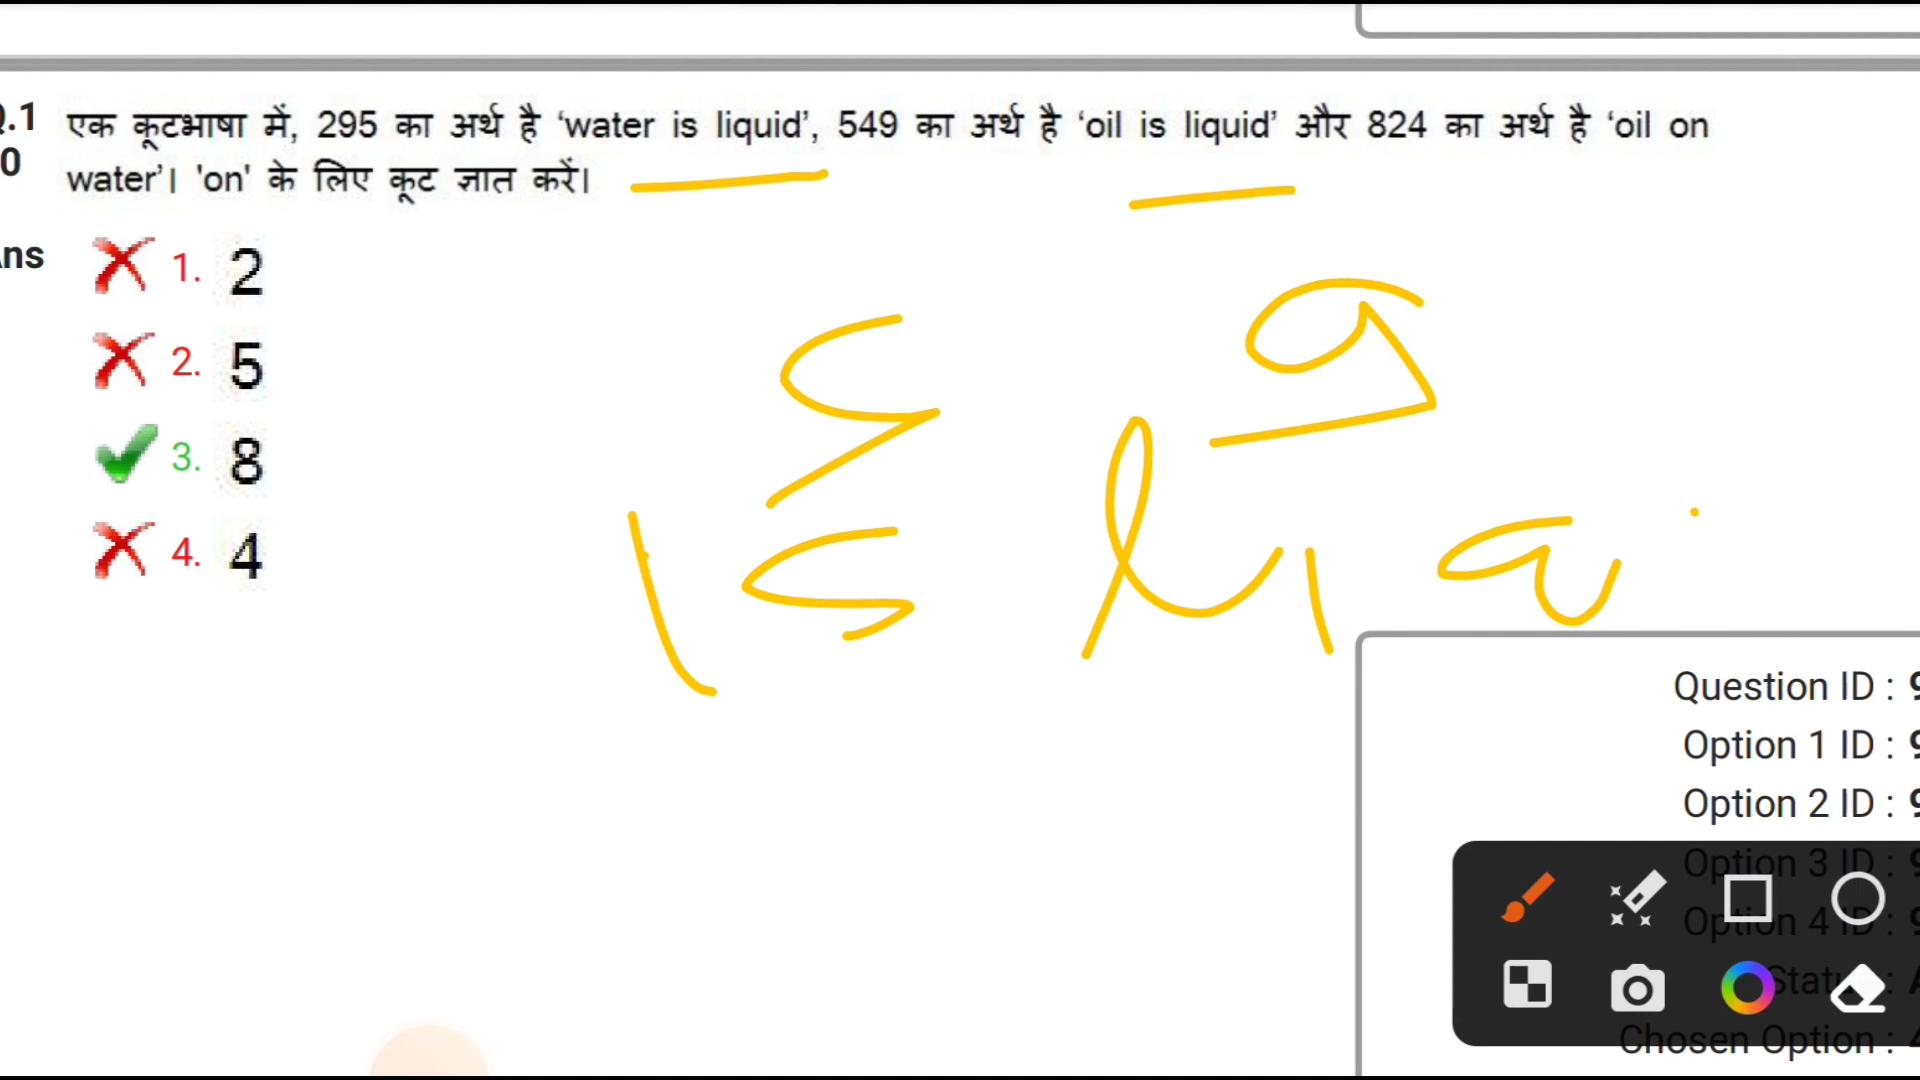 .1 एक कूटभाषा में, 295 का अर्थ है ‘water is liquid’, 549 का अर्थ है ‘oil is liquid’ और 824 का अर्थ है ‘oil on
0 water’। 'on' के लिए कूट ज्ञात करें।
ns 1. 2
2. 5
3. 8
4. 4
Question ID :
Option 1 ID :
Option 2 ID :
Option 3 ID :
Option 4 ID :
Chosen Option :